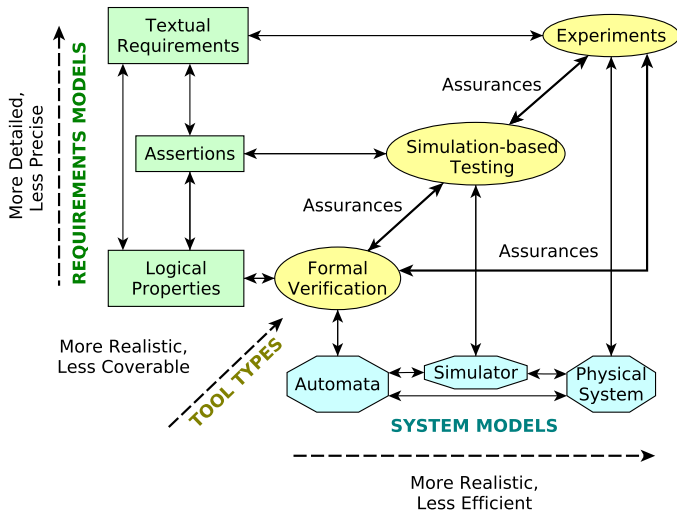 Textual
Requirements
Experiments
Assurances
More Detailed,
Less Precise
REQUIREMENTS MODELS
Assertions
Simulation-based
Testing
Assurances
Assurances
Logical
Properties
Formal
Verification
More Realistic,
Less Coverable
TOOL TYPES
Automata
Simulator
Physical
System
SYSTEM MODELS
More Realistic,
Less Efficient